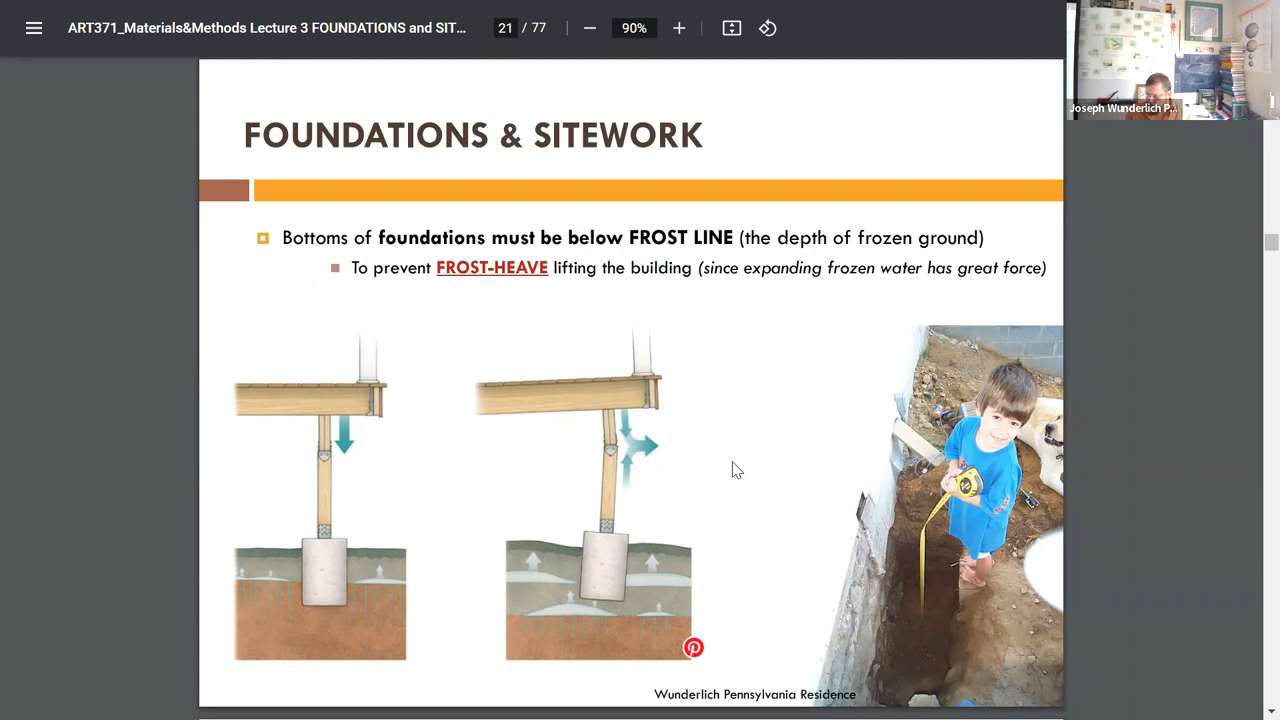 ART371_Materials&Methods Lecture 3 FOUNDATIONS and SIT...
21 / 77
90%
Joseph Wunderlich P...
FOUNDATIONS & SITEWORK
Bottoms of foundations must be below FROST LINE (the depth of frozen ground)
To prevent FROST-HEAVE lifting the building (since expanding frozen water has great force)
Wunderlich Pennsylvania Residence